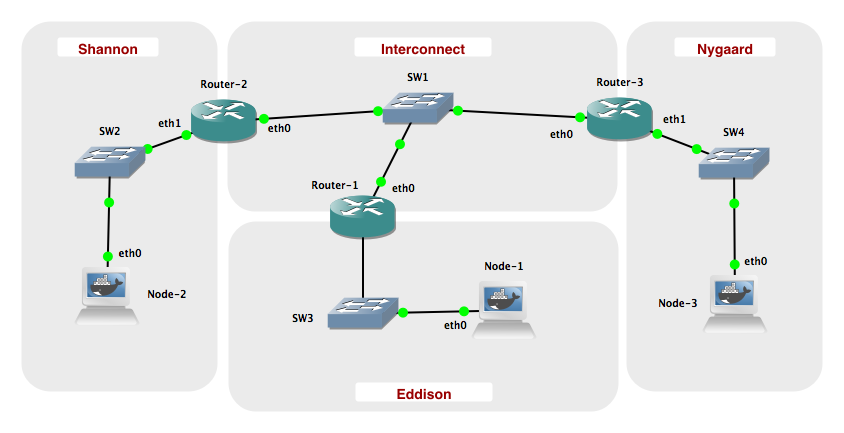 Shannon
Interconnect
Nygaard
Router-2
SW1
Router-3
eth1
eth0
eth0
eth1
SW2
SW4
Router-1
eth0
eth0
Node-2
Node-1
eth0
Node-3
SW3
eth0
Eddison